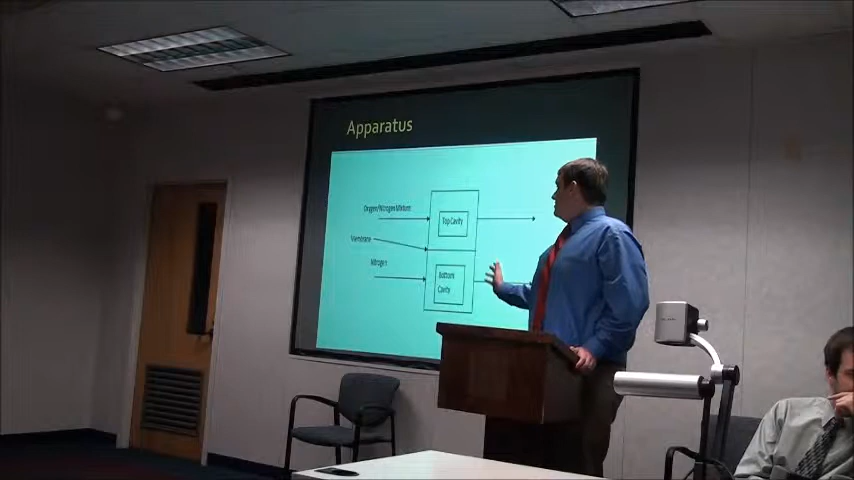 Apparatus
Oxygen/Nitrogen Mixture
Top Cavity
Membrane
Nitrogen
Bottom
Cavity